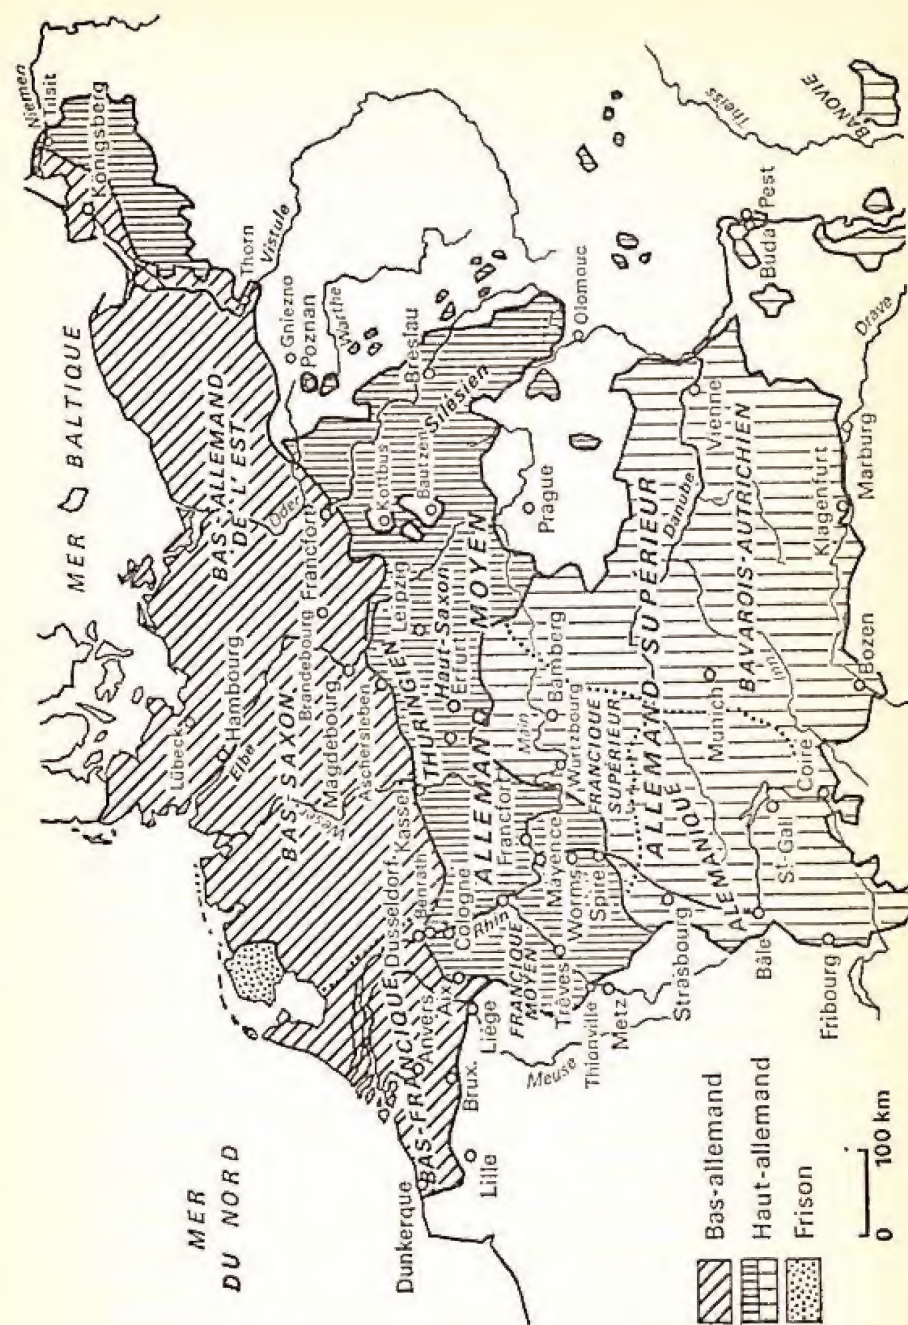 MER
DU NORD
MER BALTIQUE
Niemen
Tilsit
Königsberg
Thorn
Vistule
Gniezno
Poznan
Warthe
BAS-ALLEMAND
DE L'EST
Oder
Lübeck
Hambourg
Elbe
BAS SAXON
Brandebourg
Francfort
Magdebourg
Weser
Aschersleben
Kottbus
Bautzen
Breslau
Silésien
Olomouc
Leipzig
THURINGIEN
Haut-Saxon
Erfurt
Kassel
Dusseldorf
Benrath
Cologne
BAS-FRANCIQUE
Anvers
Dunkerque
Lille
Brux.
Liége
Aix
Meuse
ALLEMAND MOYEN
Francfort
Rhin
FRANCIQUE
MOYEN
Mayence
Worms
Spire
Trèves
Thionville
Metz
Main
Bamberg
Wurtzbourg
FRANCIQUE
SUPÉRIEUR
Prague
ALLEMAND SUPÉRIEUR
Danube
Vienne
BAVAROIS-AUTRICHIEN
Munich
Inn
ALEMANIQUE
Strasbourg
Bâle
Fribourg
St-Gall
Coire
Bozen
Klagenfurt
Marburg
Drave
Buda
Pest
Theiss
BANOVIE
Bas-allemand
Haut-allemand
Frison
0 100 km